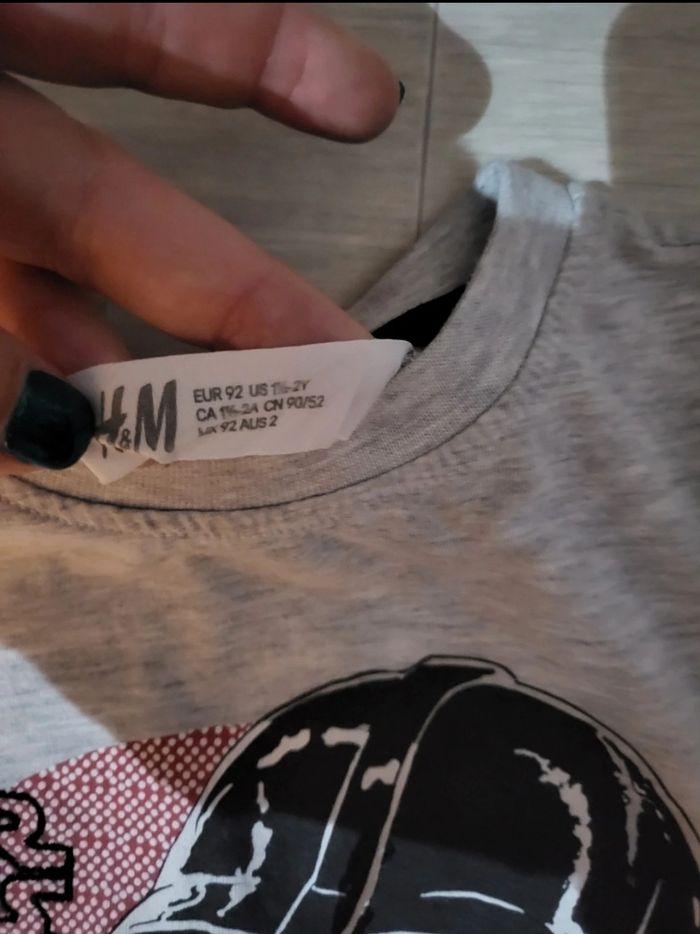 H&M
EUR 92 US 1½-2Y
CA 1½-2A CN 90/52
MX 92 AUS 2